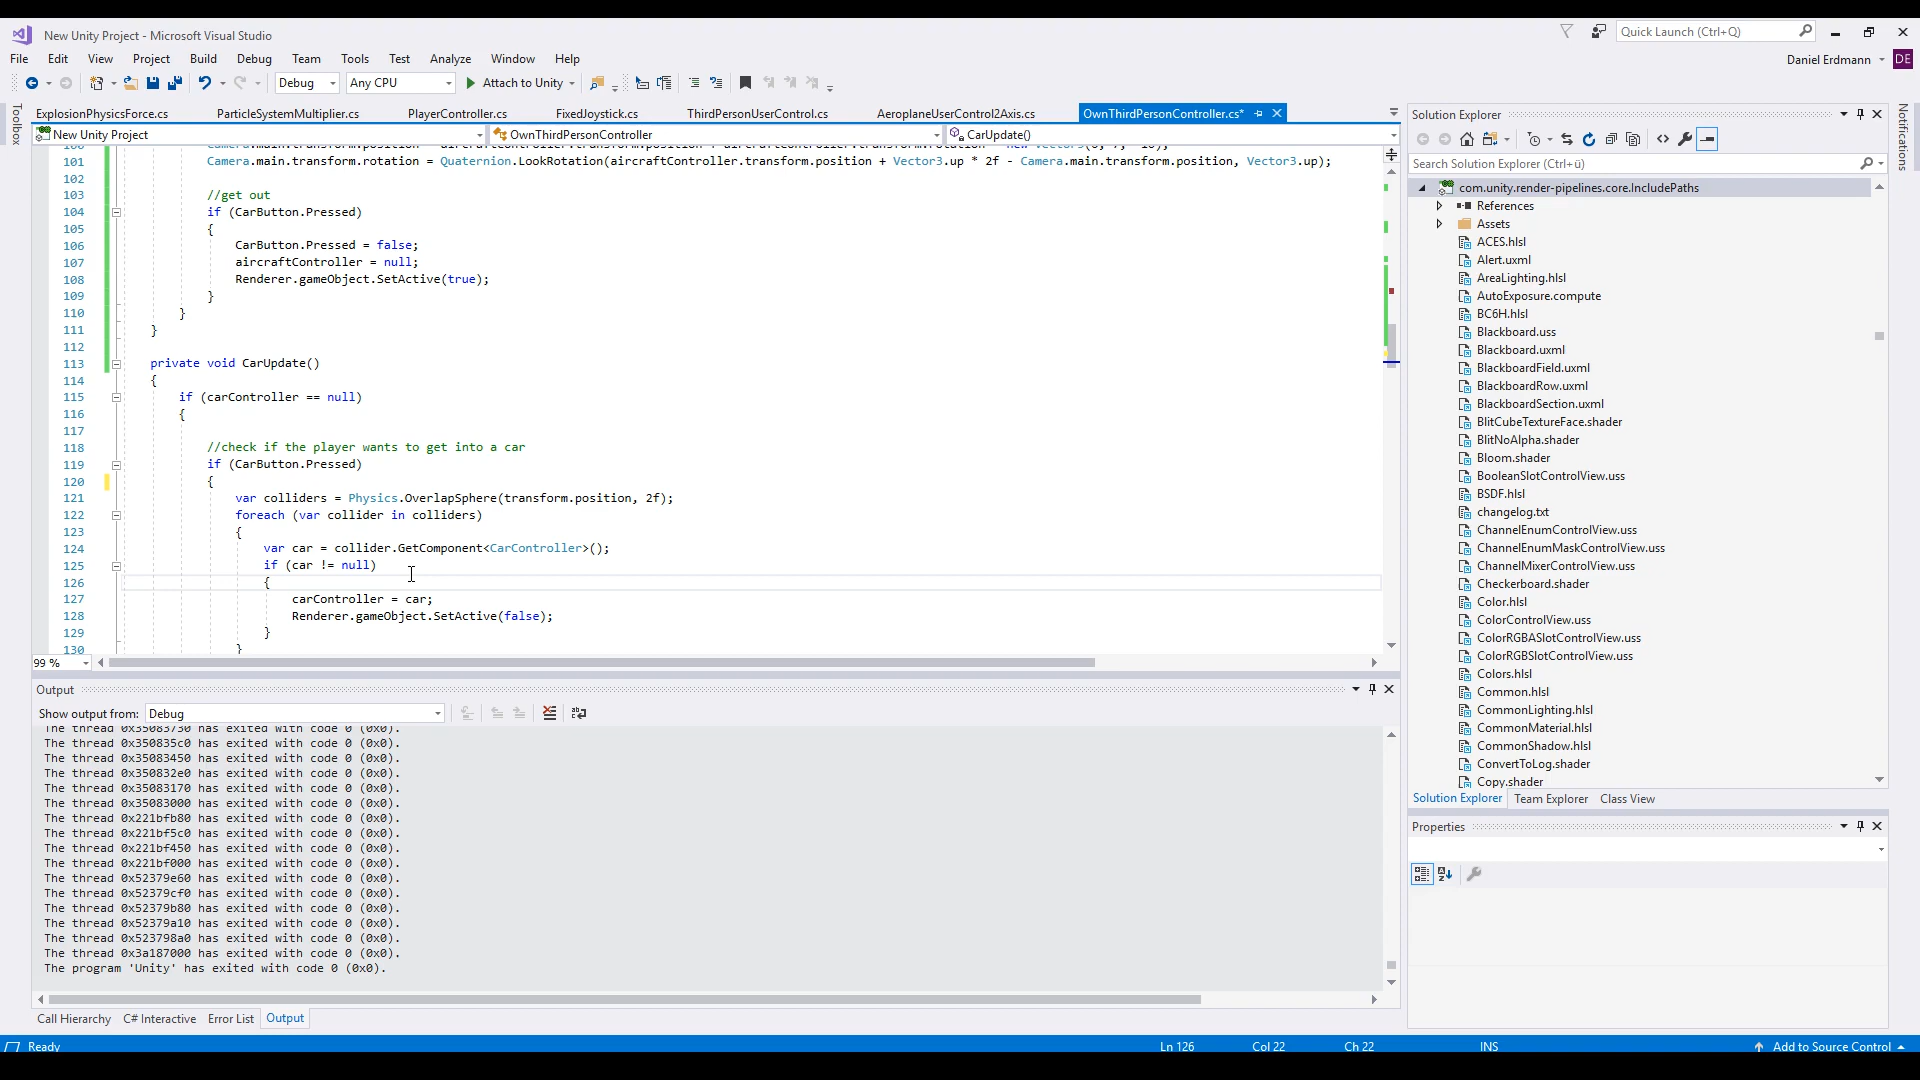 New Unity Project - Microsoft Visual Studio
Quick Launch (Ctrl+Q)
File Edit View Project Build Debug Team Tools Test Analyze Window Help
Daniel Erdmann DE
Debug Any CPU Attach to Unity
Toolbox
Notifications
ExplosionPhysicsForce.cs ParticleSystemMultiplier.cs PlayerController.cs FixedJoystick.cs ThirdPersonUserControl.cs AeroplaneUserControl2Axis.cs OwnThirdPersonController.cs*
New Unity Project OwnThirdPersonController CarUpdate()
101 Camera.main.transform.rotation = Quaternion.LookRotation(aircraftController.transform.position + Vector3.up * 2f - Camera.main.transform.position, Vector3.up);
102
103 //get out
104 if (CarButton.Pressed)
105 {
106 CarButton.Pressed = false;
107 aircraftController = null;
108 Renderer.gameObject.SetActive(true);
109 }
110 }
111 }
112
113 private void CarUpdate()
114 {
115 if (carController == null)
116 {
117
118 //check if the player wants to get into a car
119 if (CarButton.Pressed)
120 {
121 var colliders = Physics.OverlapSphere(transform.position, 2f);
122 foreach (var collider in colliders)
123 {
124 var car = collider.GetComponent<CarController>();
125 if (car != null)
126 {
127 carController = car;
128 Renderer.gameObject.SetActive(false);
129 }
130 }
99 %
Output
Show output from: Debug
The thread 0x35083730 has exited with code 0 (0x0).
The thread 0x350835c0 has exited with code 0 (0x0).
The thread 0x35083450 has exited with code 0 (0x0).
The thread 0x350832e0 has exited with code 0 (0x0).
The thread 0x35083170 has exited with code 0 (0x0).
The thread 0x35083000 has exited with code 0 (0x0).
The thread 0x221bfb80 has exited with code 0 (0x0).
The thread 0x221bf5c0 has exited with code 0 (0x0).
The thread 0x221bf450 has exited with code 0 (0x0).
The thread 0x221bf000 has exited with code 0 (0x0).
The thread 0x52379e60 has exited with code 0 (0x0).
The thread 0x52379cf0 has exited with code 0 (0x0).
The thread 0x52379b80 has exited with code 0 (0x0).
The thread 0x52379a10 has exited with code 0 (0x0).
The thread 0x523798a0 has exited with code 0 (0x0).
The thread 0x3a187000 has exited with code 0 (0x0).
The program 'Unity' has exited with code 0 (0x0).
Call Hierarchy C# Interactive Error List Output
Solution Explorer
Search Solution Explorer (Ctrl+ü)
com.unity.render-pipelines.core.IncludePaths
References
Assets
ACES.hlsl
Alert.uxml
AreaLighting.hlsl
AutoExposure.compute
BC6H.hlsl
Blackboard.uss
Blackboard.uxml
BlackboardField.uxml
BlackboardRow.uxml
BlackboardSection.uxml
BlitCubeTextureFace.shader
BlitNoAlpha.shader
Bloom.shader
BooleanSlotControlView.uss
BSDF.hlsl
changelog.txt
ChannelEnumControlView.uss
ChannelEnumMaskControlView.uss
ChannelMixerControlView.uss
Checkerboard.shader
Color.hlsl
ColorControlView.uss
ColorRGBASlotControlView.uss
ColorRGBSlotControlView.uss
Colors.hlsl
Common.hlsl
CommonLighting.hlsl
CommonMaterial.hlsl
CommonShadow.hlsl
ConvertToLog.shader
Copy.shader
Solution Explorer Team Explorer Class View
Properties
Ready Ln 126 Col 22 Ch 22 INS Add to Source Control